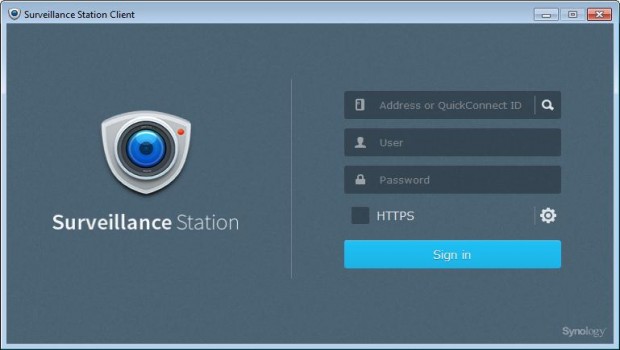 Surveillance Station Client
Address or QuickConnect ID
User
Password
HTTPS
Surveillance Station
Sign in
Synology